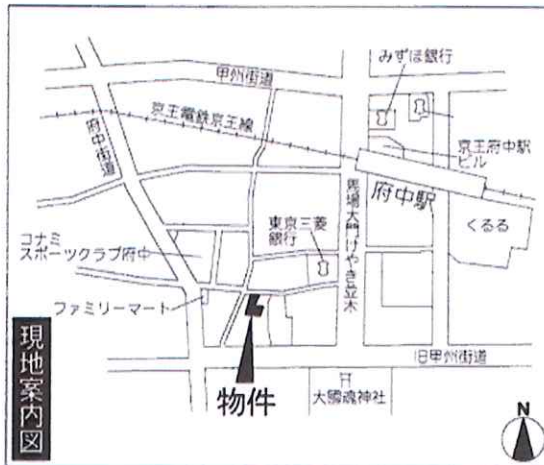 みずほ銀行
甲州街道
京王電鉄京王線
府中街道
京王府中駅
ビル
府中駅
くるる
馬場大門けやき並木
東京三菱
銀行
コナミ
スポーツクラブ府中
ファミリーマート
旧甲州街道
大國魂神社
物件
現地案内図
N